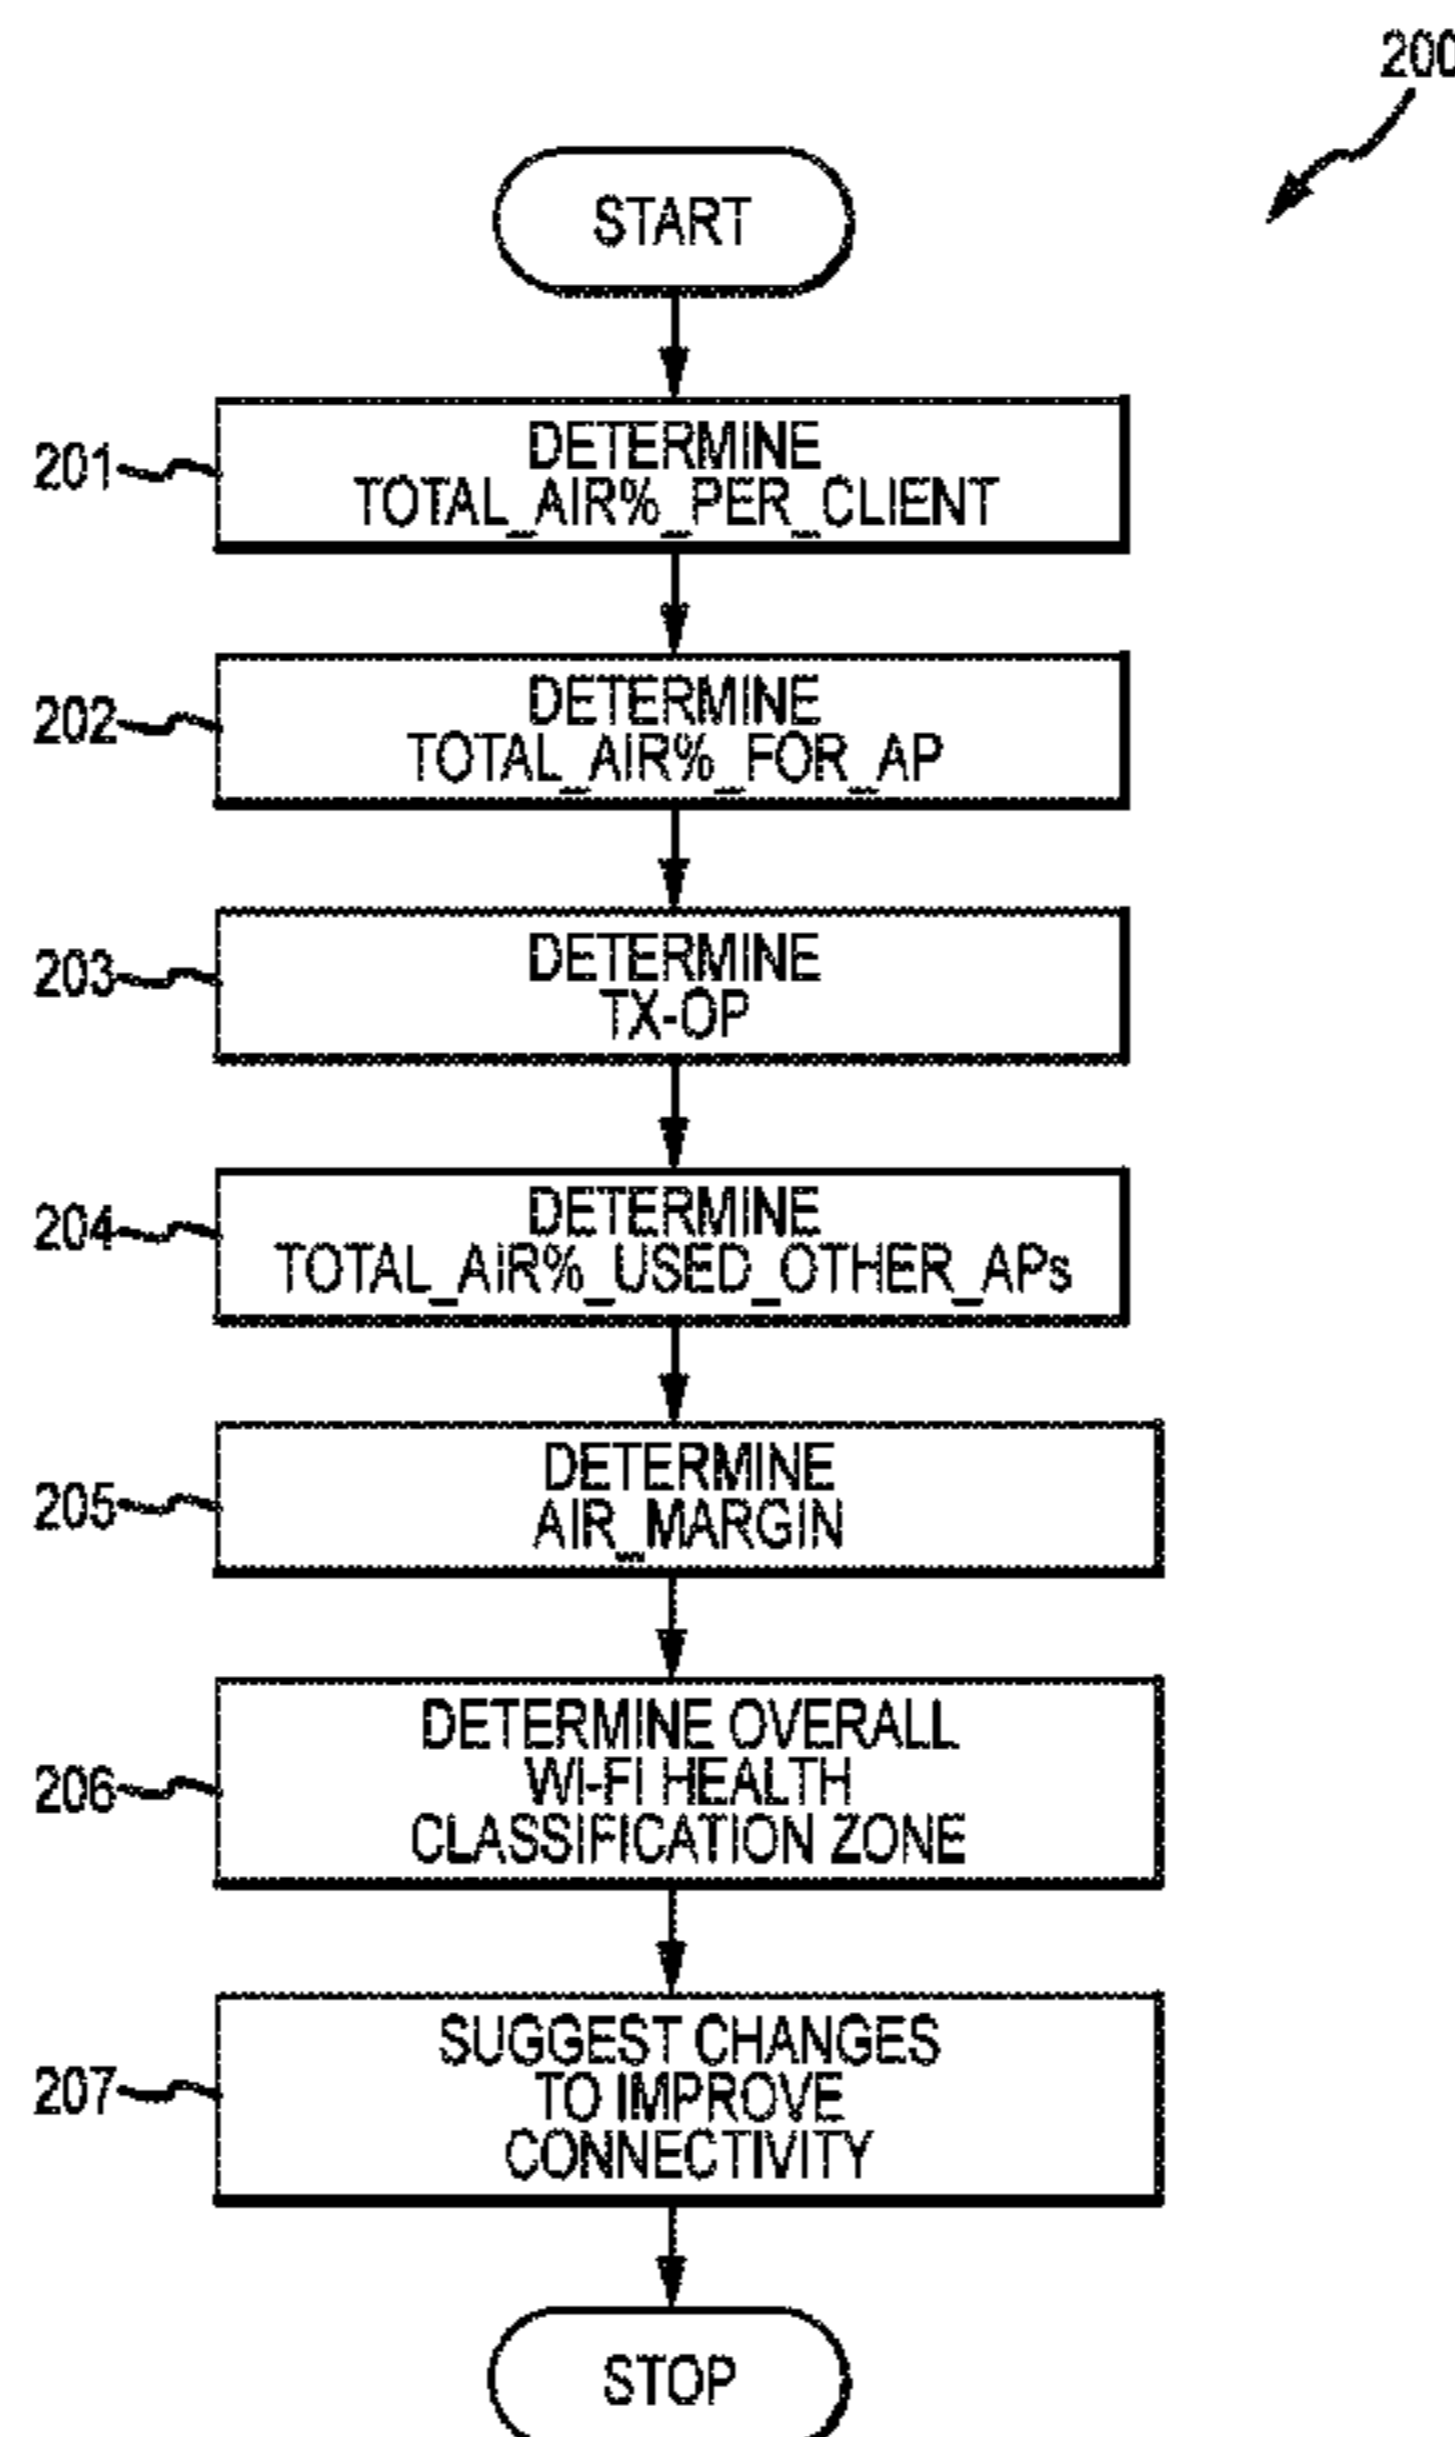 200
START
201
DETERMINE
TOTAL_AIR%_PER_CLIENT
202
DETERMINE
TOTAL_AIR%_FOR_AP
203
DETERMINE
TX-OP
204
DETERMINE
TOTAL_AIR%_USED_OTHER_APs
205
DETERMINE
AIR_MARGIN
206
DETERMINE OVERALL
WI-FI HEALTH
CLASSIFICATION ZONE
207
SUGGEST CHANGES
TO IMPROVE
CONNECTIVITY
STOP